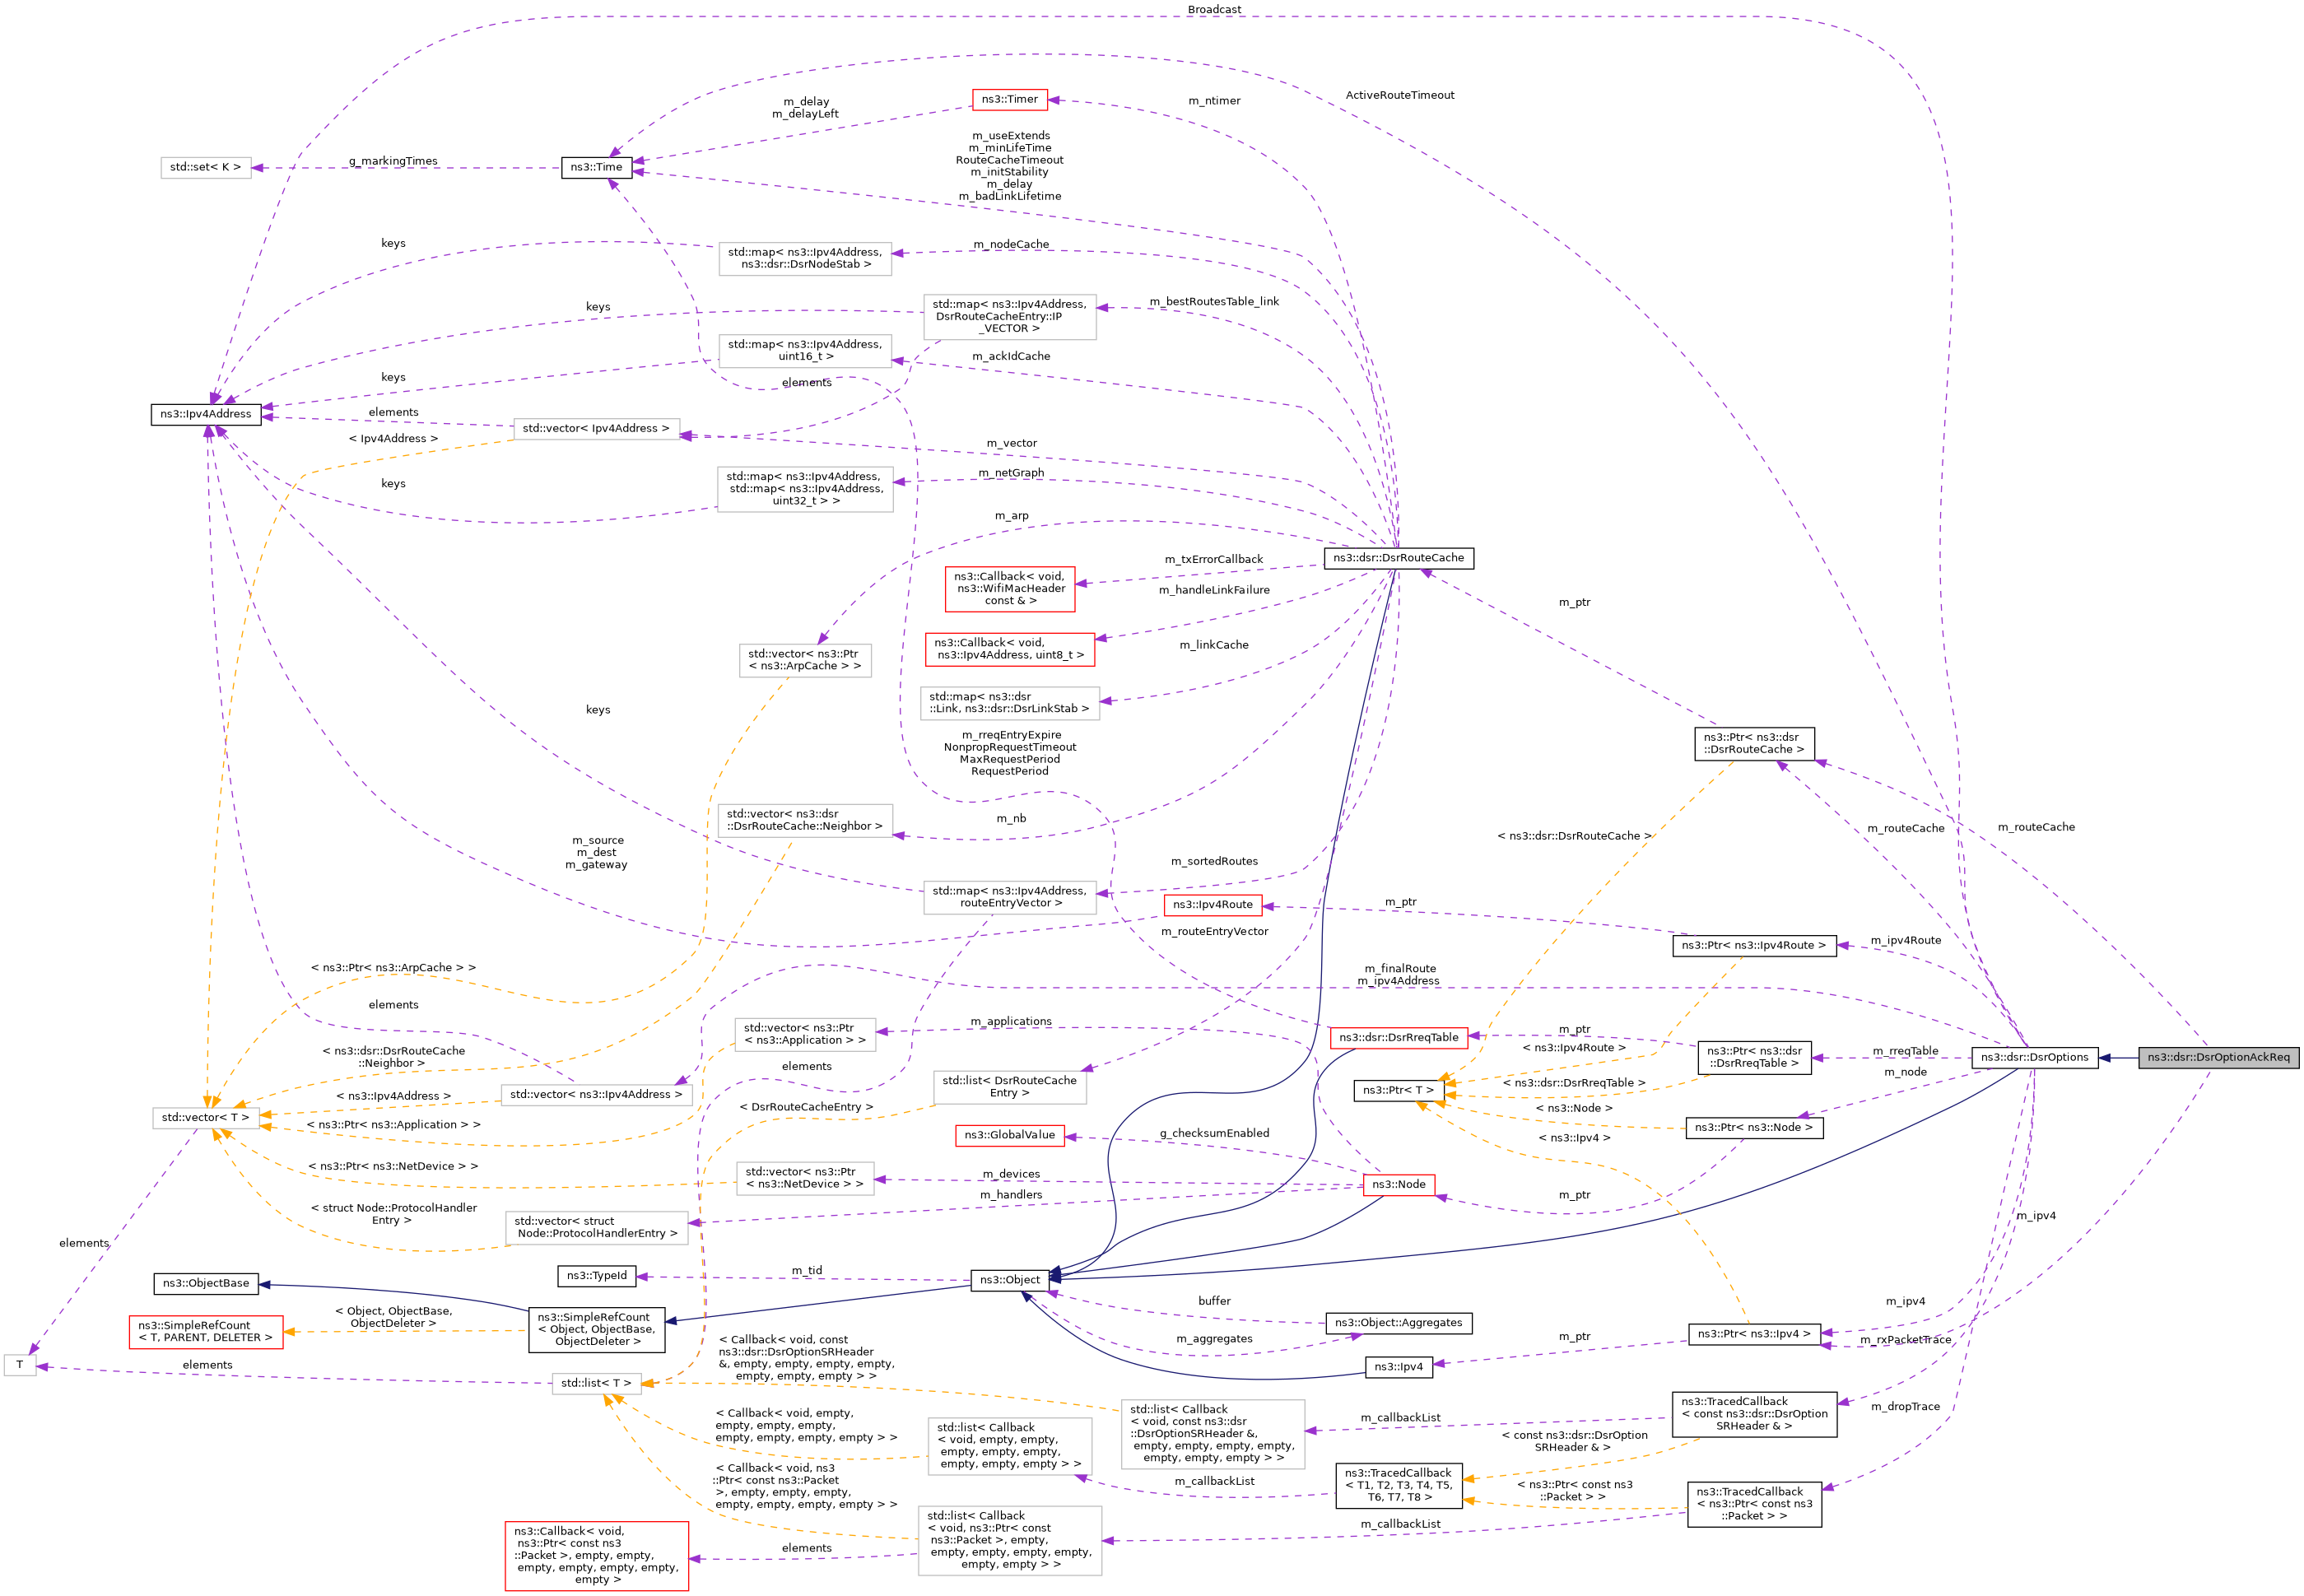 Broadcast
ActiveRouteTimeout
ns3::Timer
m_ntimer
m_delay
m_delayLeft
m_useExtends
m_minLifeTime
RouteCacheTimeout
m_initStability
m_delay
m_badLinkLifetime
std::set< K >
g_markingTimes
ns3::Time
keys
std::map< ns3::Ipv4Address,
ns3::dsr::DsrNodeStab >
m_nodeCache
keys
std::map< ns3::Ipv4Address,
DsrRouteCacheEntry::IP
_VECTOR >
m_bestRoutesTable_link
std::map< ns3::Ipv4Address,
uint16_t >
m_ackIdCache
keys
elements
ns3::Ipv4Address
elements
std::vector< Ipv4Address >
< Ipv4Address >
m_vector
keys
std::map< ns3::Ipv4Address,
std::map< ns3::Ipv4Address,
uint32_t > >
m_netGraph
m_arp
ns3::dsr::DsrRouteCache
m_txErrorCallback
ns3::Callback< void,
ns3::WifiMacHeader
const & >
m_handleLinkFailure
m_ptr
ns3::Callback< void,
ns3::Ipv4Address, uint8_t >
std::vector< ns3::Ptr
< ns3::ArpCache > >
m_linkCache
std::map< ns3::dsr
::Link, ns3::dsr::DsrLinkStab >
keys
m_rreqEntryExpire
NonpropRequestTimeout
MaxRequestPeriod
RequestPeriod
ns3::Ptr< ns3::dsr
::DsrRouteCache >
std::vector< ns3::dsr
::DsrRouteCache::Neighbor >
m_nb
< ns3::dsr::DsrRouteCache >
m_routeCache
m_routeCache
m_source
m_dest
m_gateway
m_sortedRoutes
std::map< ns3::Ipv4Address,
routeEntryVector >
ns3::Ipv4Route
m_ptr
m_routeEntryVector
ns3::Ptr< ns3::Ipv4Route >
m_ipv4Route
< ns3::Ptr< ns3::ArpCache > >
m_finalRoute
m_ipv4Address
elements
std::vector< ns3::Ptr
< ns3::Application > >
m_applications
ns3::dsr::DsrRreqTable
m_ptr
< ns3::Ipv4Route >
ns3::Ptr< ns3::dsr
::DsrRreqTable >
m_rreqTable
ns3::dsr::DsrOptions
ns3::dsr::DsrOptionAckReq
< ns3::dsr::DsrRouteCache
::Neighbor >
elements
m_node
std::list< DsrRouteCache
Entry >
ns3::Ptr< T >
< ns3::dsr::DsrRreqTable >
< ns3::Ipv4Address >
std::vector< ns3::Ipv4Address >
< DsrRouteCacheEntry >
< ns3::Node >
std::vector< T >
< ns3::Ptr< ns3::Application > >
ns3::GlobalValue
g_checksumEnabled
< ns3::Ipv4 >
ns3::Ptr< ns3::Node >
< ns3::Ptr< ns3::NetDevice > >
std::vector< ns3::Ptr
< ns3::NetDevice > >
m_devices
ns3::Node
m_handlers
m_ptr
< struct Node::ProtocolHandler
Entry >
std::vector< struct
Node::ProtocolHandlerEntry >
m_ipv4
elements
ns3::ObjectBase
ns3::TypeId
m_tid
ns3::Object
buffer
m_ipv4
< Object, ObjectBase,
ObjectDeleter >
ns3::SimpleRefCount
< T, PARENT, DELETER >
ns3::SimpleRefCount
< Object, ObjectBase,
ObjectDeleter >
m_aggregates
ns3::Object::Aggregates
m_ptr
ns3::Ptr< ns3::Ipv4 >
m_rxPacketTrace
T
elements
< Callback< void, const
ns3::dsr::DsrOptionSRHeader
&, empty, empty, empty, empty,
empty, empty, empty > >
ns3::Ipv4
std::list< T >
std::list< Callback
< void, const ns3::dsr
::DsrOptionSRHeader &,
empty, empty, empty, empty,
empty, empty, empty > >
m_callbackList
ns3::TracedCallback
< const ns3::dsr::DsrOption
SRHeader & >
m_dropTrace
< Callback< void, empty,
empty, empty, empty,
empty, empty, empty, empty > >
std::list< Callback
< void, empty, empty,
empty, empty, empty,
empty, empty, empty > >
< const ns3::dsr::DsrOption
SRHeader & >
m_callbackList
ns3::TracedCallback
< T1, T2, T3, T4, T5,
T6, T7, T8 >
< ns3::Ptr< const ns3
::Packet > >
ns3::TracedCallback
< ns3::Ptr< const ns3
::Packet > >
< Callback< void, ns3
::Ptr< const ns3::Packet
>, empty, empty, empty,
empty, empty, empty, empty > >
std::list< Callback
< void, ns3::Ptr< const
ns3::Packet >, empty,
empty, empty, empty, empty,
empty, empty > >
m_callbackList
elements
ns3::Callback< void,
ns3::Ptr< const ns3
::Packet >, empty, empty,
empty, empty, empty, empty,
empty >